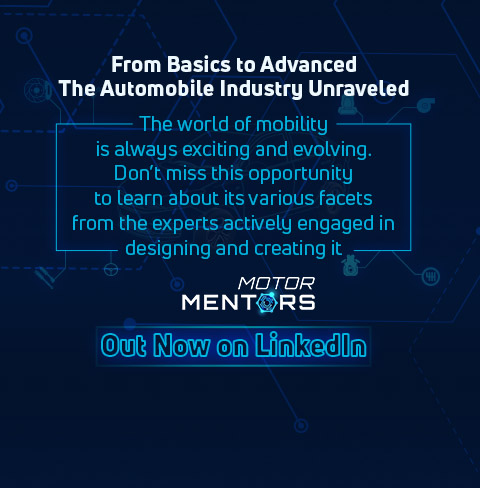 From Basics to Advanced
The Automobile Industry Unraveled
The world of mobility
is always exciting and evolving.
Don't miss this opportunity
to learn about its various facets
from the experts actively engaged in
designing and creating it
MOTOR
MENTORS
Out Now on LinkedIn